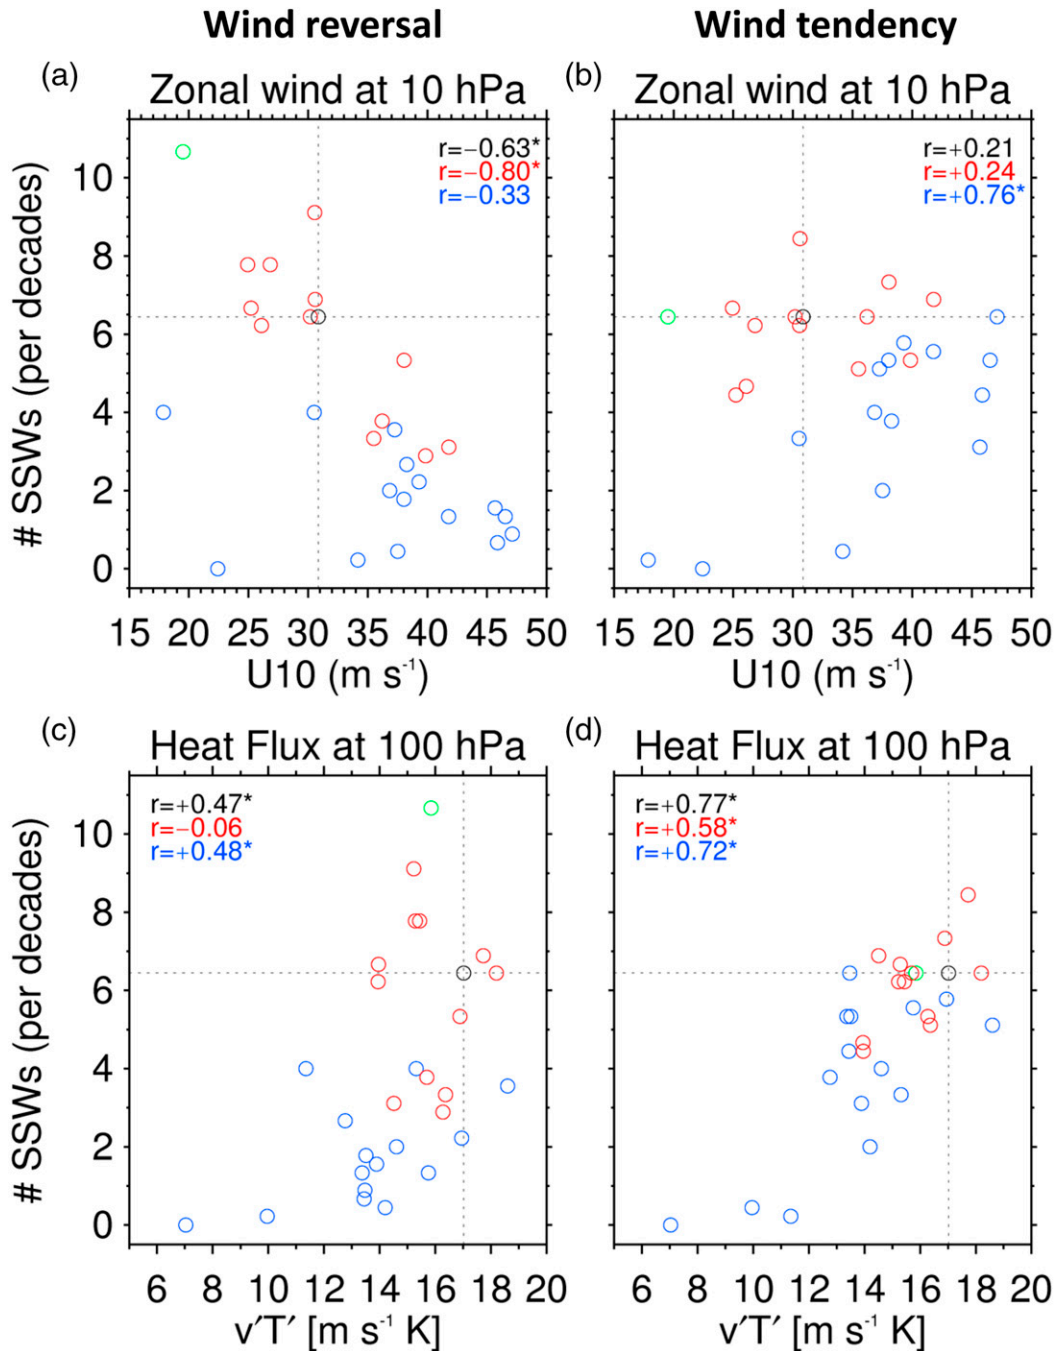 Wind reversal
Wind tendency
(a)
Zonal wind at 10 hPa
r=−0.63*
r=−0.80*
r=−0.33
# SSWs (per decades)
10
8
6
4
2
0
15 20 25 30 35 40 45 50
U10 (m s⁻¹)
(b)
Zonal wind at 10 hPa
r=+0.21
r=+0.24
r=+0.76*
15 20 25 30 35 40 45 50
U10 (m s⁻¹)
(c)
Heat Flux at 100 hPa
r=+0.47*
r=−0.06
r=+0.48*
# SSWs (per decades)
10
8
6
4
2
0
6 8 10 12 14 16 18 20
v′T′ [m s⁻¹ K]
(d)
Heat Flux at 100 hPa
r=+0.77*
r=+0.58*
r=+0.72*
6 8 10 12 14 16 18 20
v′T′ [m s⁻¹ K]